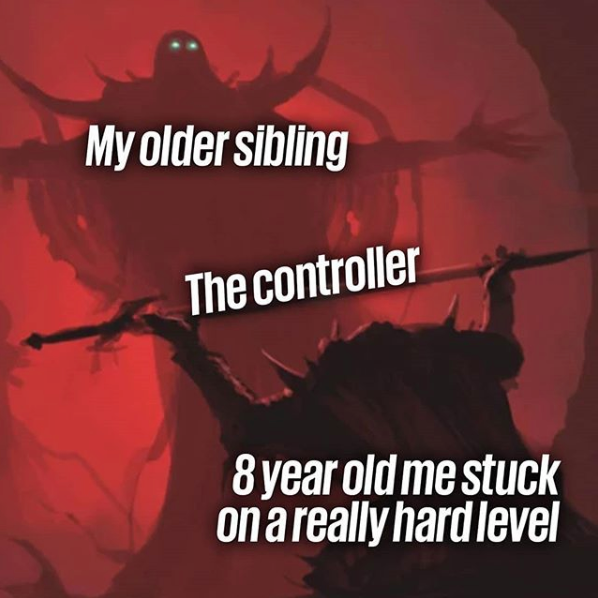 My older sibling
The controller
8 year old me stuck
on a really hard level